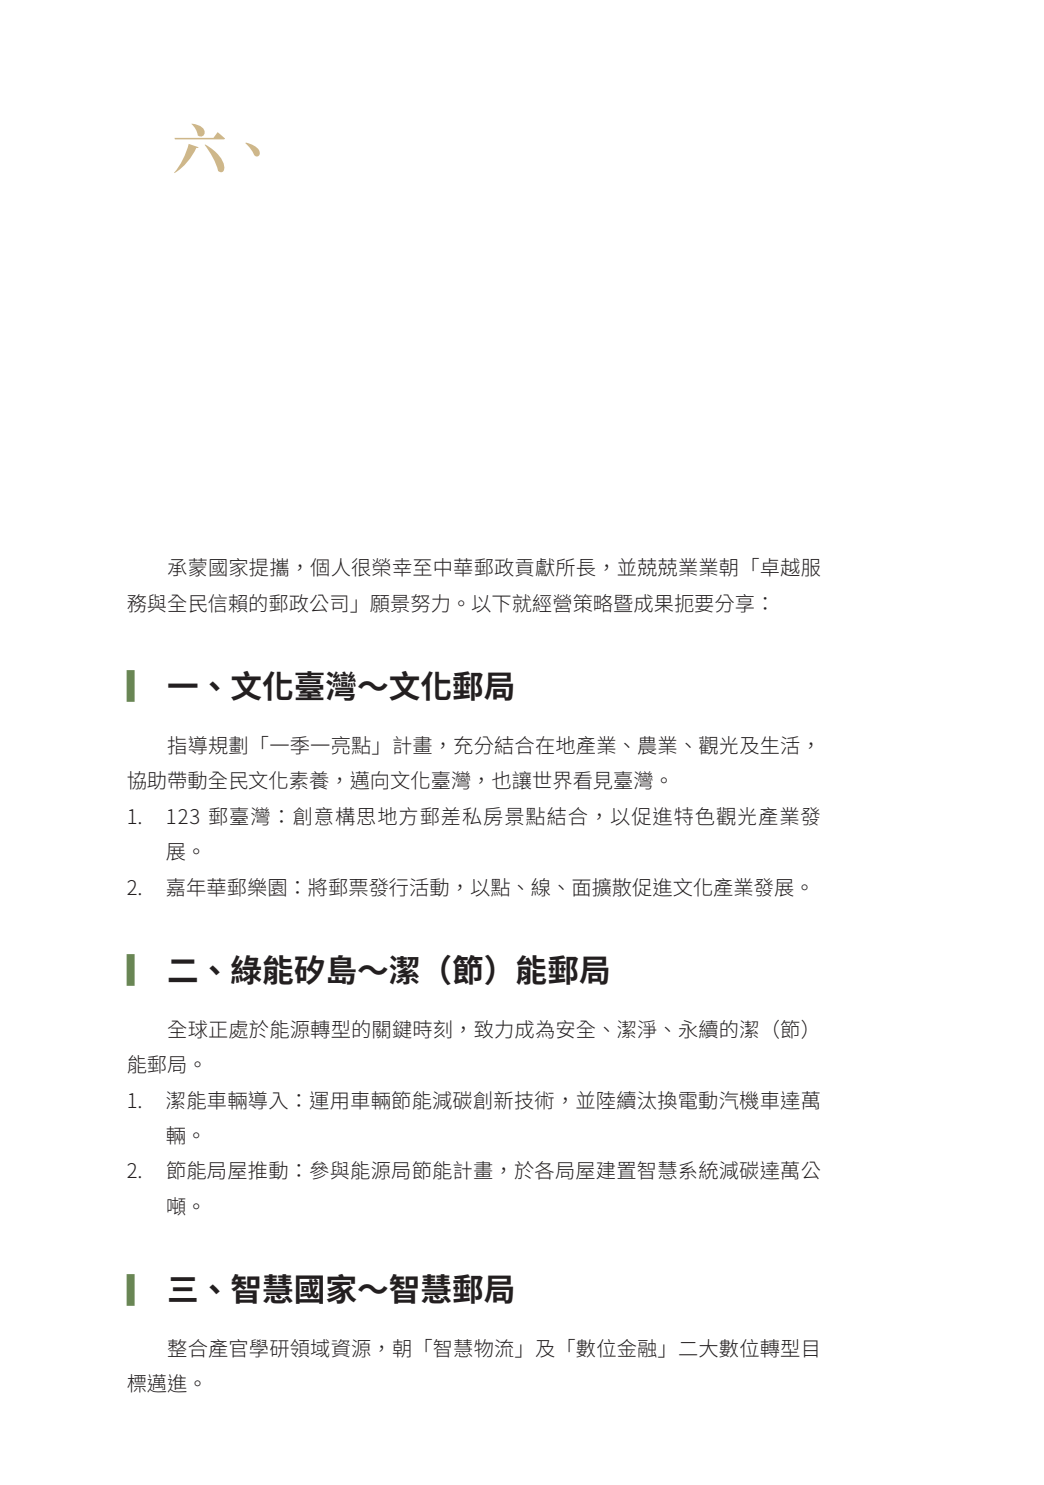 六、
承蒙國家提攜，個人很榮幸至中華郵政貢獻所長，並兢兢業業朝「卓越服
務與全民信賴的郵政公司」願景努力。以下就經營策略暨成果扼要分享：
一、文化臺灣～文化郵局
指導規劃「一季一亮點」計畫，充分結合在地產業、農業、觀光及生活，
協助帶動全民文化素養，邁向文化臺灣，也讓世界看見臺灣。
1. 123 郵臺灣：創意構思地方郵差私房景點結合，以促進特色觀光產業發
展。
2. 嘉年華郵樂園：將郵票發行活動，以點、線、面擴散促進文化產業發展。
二、綠能矽島～潔（節）能郵局
全球正處於能源轉型的關鍵時刻，致力成為安全、潔淨、永續的潔（節）
能郵局。
1. 潔能車輛導入：運用車輛節能減碳創新技術，並陸續汰換電動汽機車達萬
輛。
2. 節能局屋推動：參與能源局節能計畫，於各局屋建置智慧系統減碳達萬公
噸。
三、智慧國家～智慧郵局
整合產官學研領域資源，朝「智慧物流」及「數位金融」二大數位轉型目
標邁進。